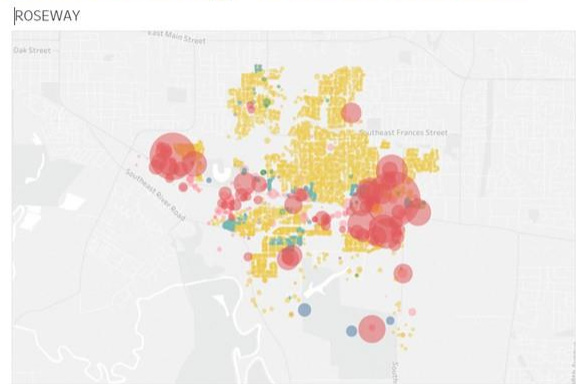 ROSEWAY
East Main Street
Oak Street
Southeast Frances Street
Southeast River Road